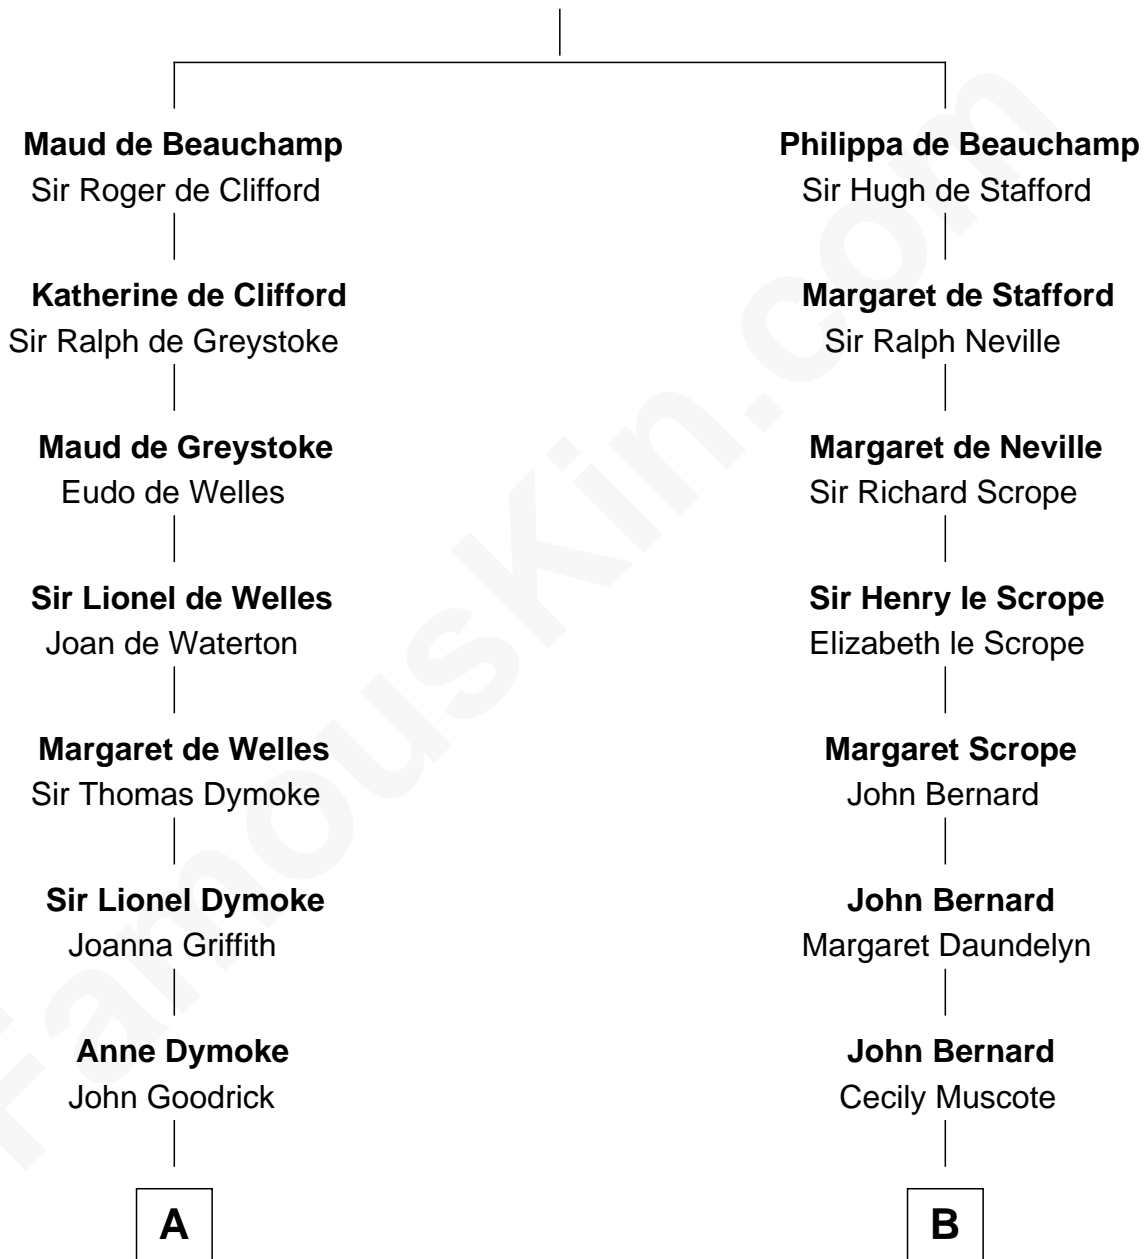 Maud de Beauchamp
Sir Roger de Clifford
Katherine de Clifford
Sir Ralph de Greystoke
Maud de Greystoke
Eudo de Welles
Sir Lionel de Welles
Joan de Waterton
Margaret de Welles
Sir Thomas Dymoke
Sir Lionel Dymoke
Joanna Griffith
Anne Dymoke
John Goodrick
A
Philippa de Beauchamp
Sir Hugh de Stafford
Margaret de Stafford
Sir Ralph Neville
Margaret de Neville
Sir Richard Scrope
Sir Henry le Scrope
Elizabeth le Scrope
Margaret Scrope
John Bernard
John Bernard
Margaret Daundelyn
John Bernard
Cecily Muscote
B
FamousKin.com